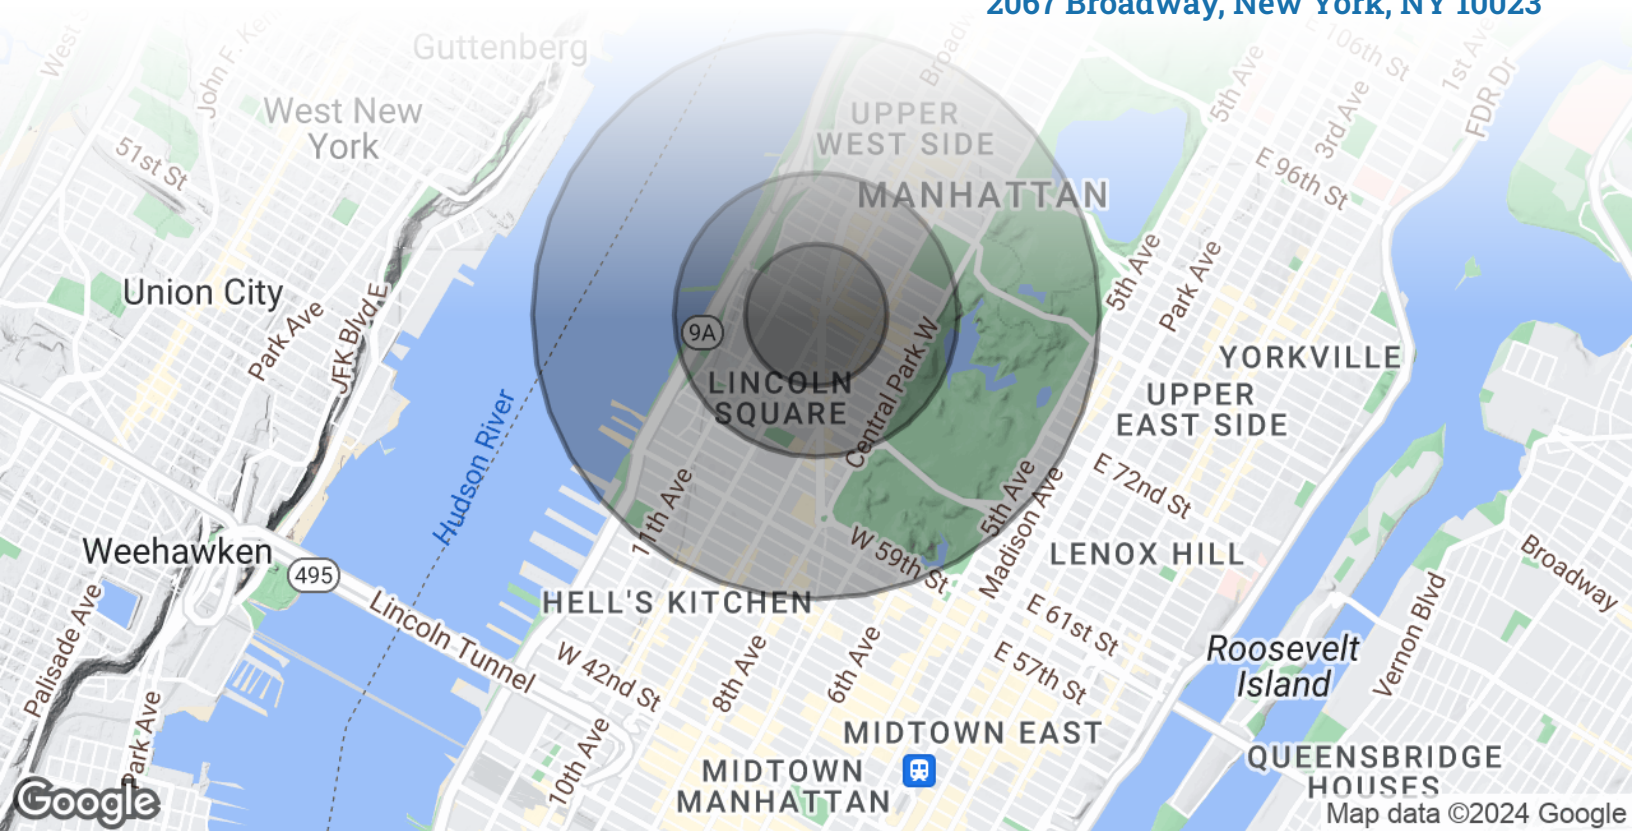 2067 Broadway, New York, NY 10023
Guttenberg
West New
York
51st St
John F. Ke
West
Broadw
UPPER
WEST SIDE
MANHATTAN
E 106th St
1st Ave
FDR Dr
5th Ave
3rd Ave
E 96th St
Union City
Park Ave
JFK Blvd E
9A
LINCOLN
SQUARE
Central Park W
5th Ave
Park Ave
YORKVILLE
UPPER
EAST SIDE
Hudson River
11th Ave
5th Ave
Madison Ave
E 72nd St
W 59th St
LENOX HILL
Weehawken
495
Lincoln Tunnel
HELL'S KITCHEN
E 61st St
E 57th St
Broadway
Vernon Blvd
Roosevelt
Island
Palisade Ave
Park Ave
W 42nd St
8th Ave
6th Ave
10th Ave
MIDTOWN EAST
MIDTOWN
MANHATTAN
QUEENSBRIDGE
HOUSES
Google
Map data ©2024 Google